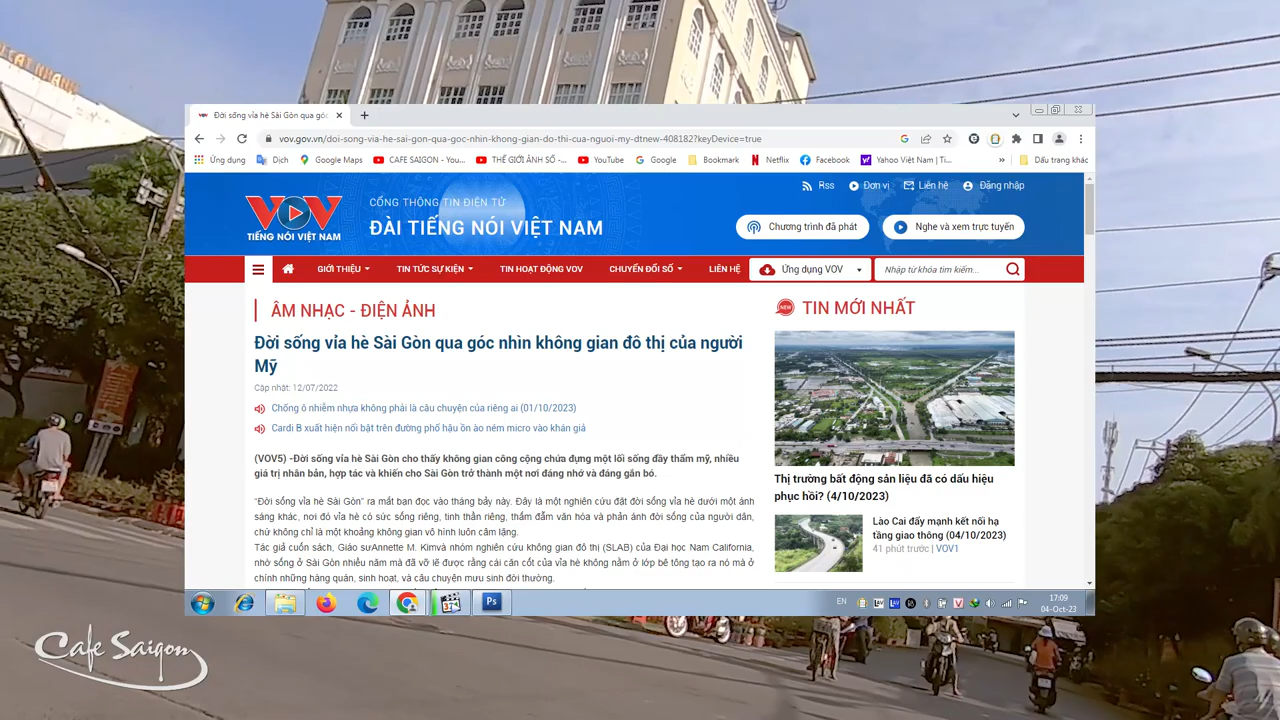 Đời sống vỉa hè Sài Gòn qua góc
vov.gov.vn/doi-song-via-he-sai-gon-qua-goc-nhin-khong-gian-do-thi-cua-nguoi-my-dtnew-408182?keyDevice=true
Ứng dụng Dịch Google Maps CAFE SAIGON - You... THẾ GIỚI ẢNH SỐ -... YouTube Google Bookmark Netflix Facebook Yahoo Việt Nam | Ti... » Dấu trang khác
Rss Đơn vị Liên hệ Đăng nhập
VOV
TIẾNG NÓI VIỆT NAM
CỔNG THÔNG TIN ĐIỆN TỬ
ĐÀI TIẾNG NÓI VIỆT NAM
Chương trình đã phát Nghe và xem trực tuyến
GIỚI THIỆU TIN TỨC SỰ KIỆN TIN HOẠT ĐỘNG VOV CHUYỂN ĐỔI SỐ LIÊN HỆ Ứng dụng VOV Nhập từ khóa tìm kiếm...
ÂM NHẠC - ĐIỆN ẢNH
Đời sống vỉa hè Sài Gòn qua góc nhìn không gian đô thị của người
Mỹ
Cập nhật: 12/07/2022
Chống ô nhiễm nhựa không phải là câu chuyện của riêng ai (01/10/2023)
Cardi B xuất hiện nổi bật trên đường phố hậu ồn ào ném micro vào khán giả
(VOV5) -Đời sống vỉa hè Sài Gòn cho thấy không gian công cộng chứa đựng một lối sống đầy thẩm mỹ, nhiều
giá trị nhân bản, hợp tác và khiến cho Sài Gòn trở thành một nơi đáng nhớ và đáng gắn bó.
"Đời sống vỉa hè Sài Gòn" ra mắt bạn đọc vào tháng bảy này. Đây là một nghiên cứu đặt đời sống vỉa hè dưới một ánh
sáng khác, nơi đó vỉa hè có sức sống riêng, tinh thần riêng, thấm đẫm văn hóa và phản ánh đời sống của người dân,
chứ không chỉ là một khoảng không gian vô hình luôn câm lặng.
Tác giả cuốn sách, Giáo sưAnnette M. Kimvà nhóm nghiên cứu không gian đô thị (SLAB) của Đại học Nam California,
nhờ sống ở Sài Gòn nhiều năm mà đã vỡ lẽ được rằng cái căn cốt của vỉa hè không nằm ở lớp bê tông tạo ra nó mà ở
chính những hàng quán, sinh hoạt, và câu chuyện mưu sinh đời thường.
NEW TIN MỚI NHẤT
Thị trường bất động sản liệu đã có dấu hiệu
phục hồi? (4/10/2023)
Lào Cai đẩy mạnh kết nối hạ
tầng giao thông (04/10/2023)
41 phút trước | VOV1
EN
17:09
04-Oct-23
Cafe Saigon